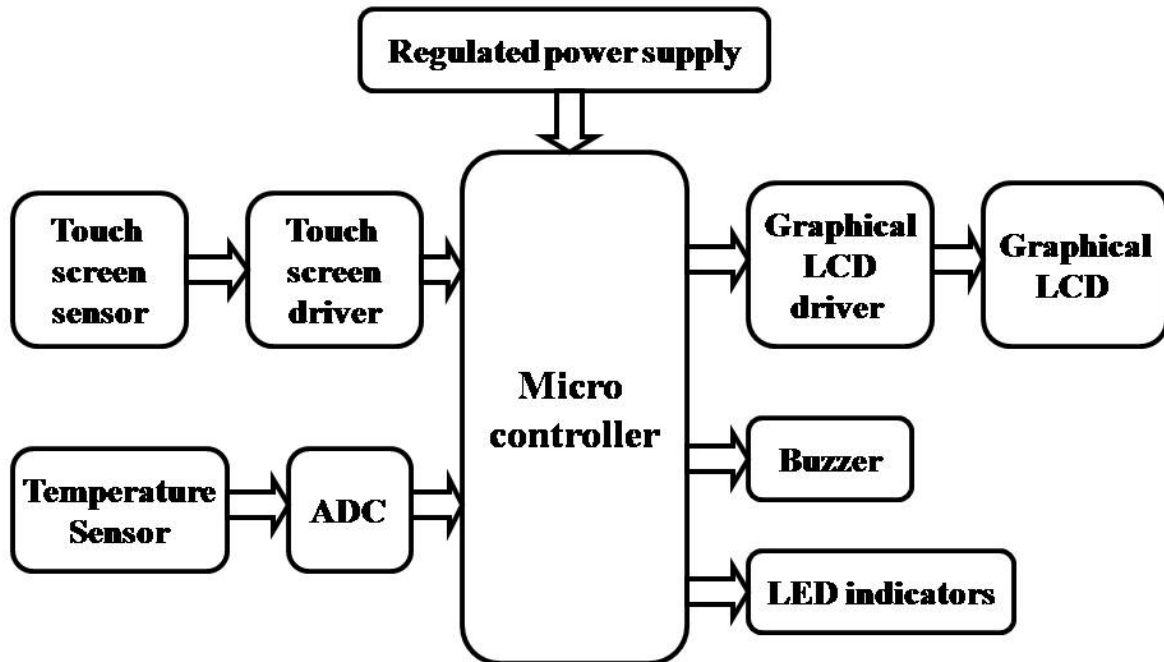 Regulated power supply
Touch
screen
sensor
Touch
screen
driver
Micro
controller
Graphical
LCD
driver
Graphical
LCD
Temperature
Sensor
ADC
Buzzer
LED indicators